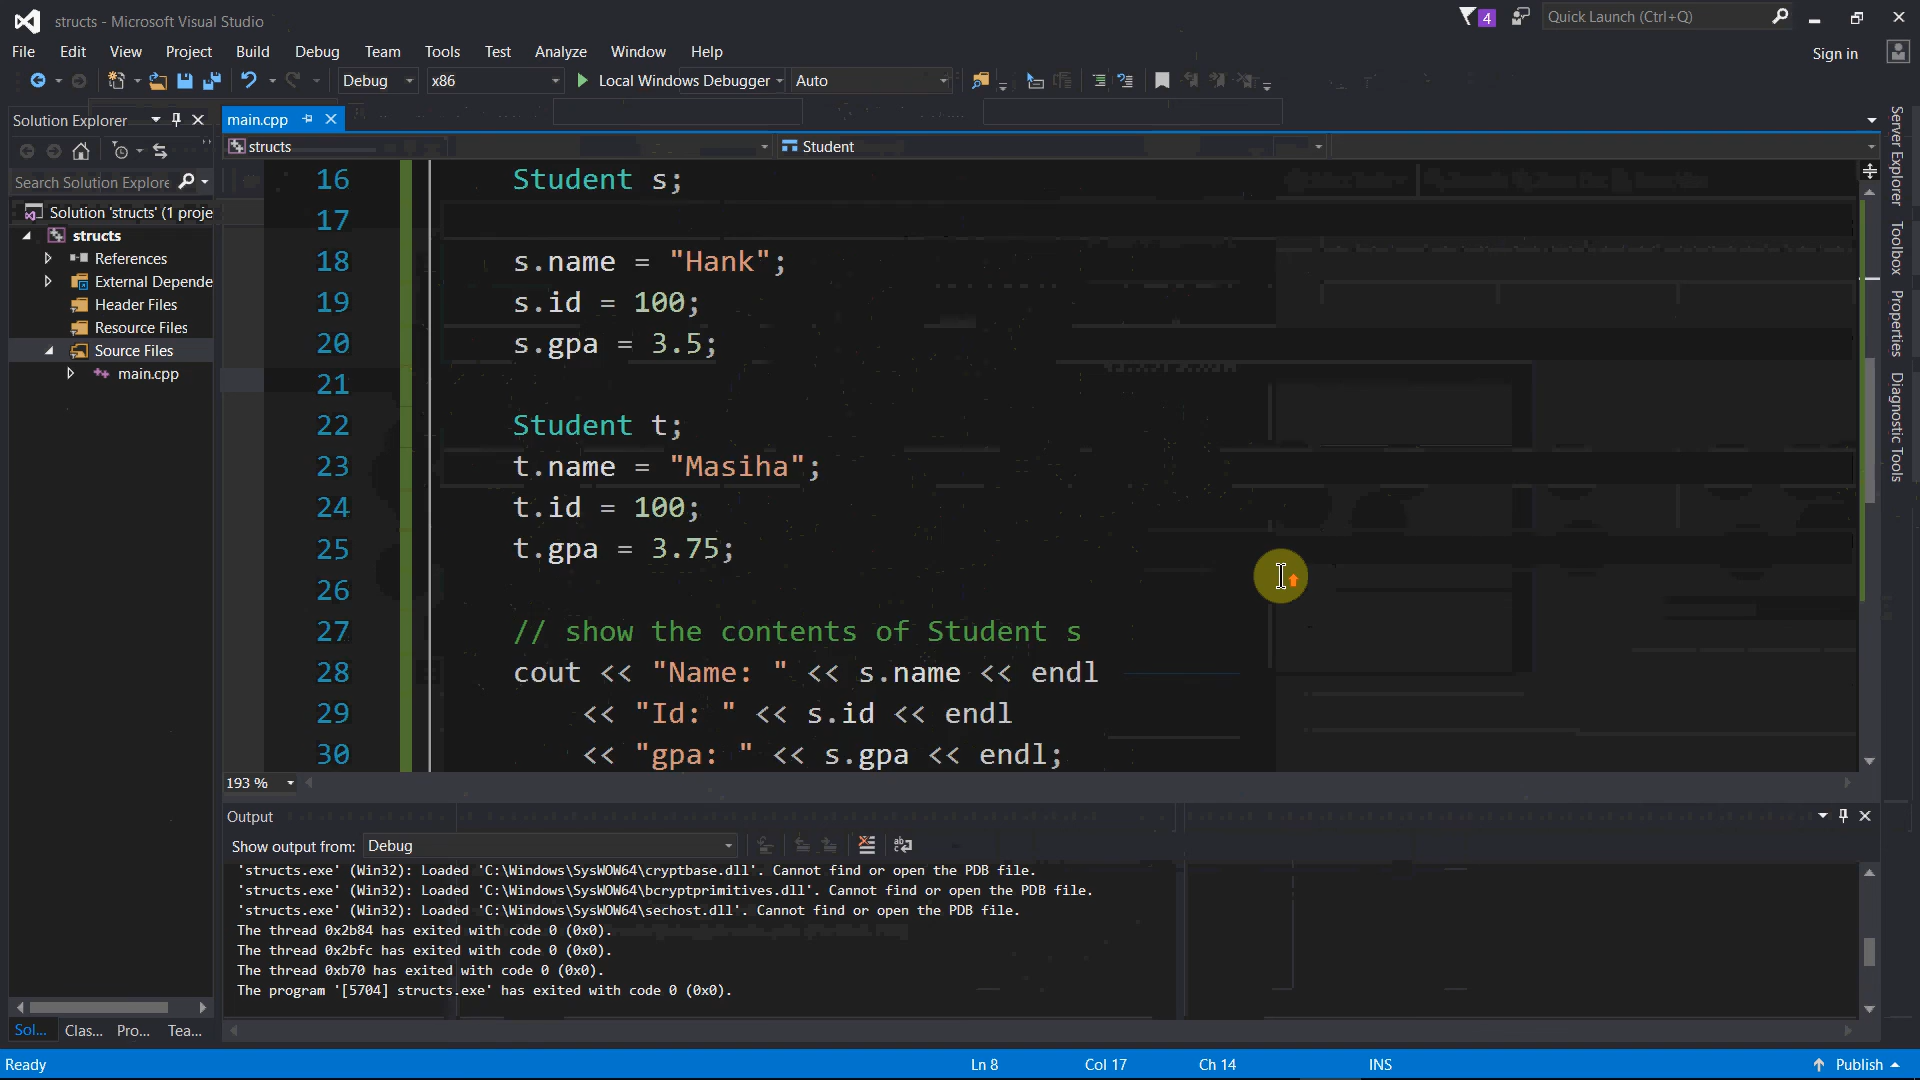 structs - Microsoft Visual Studio
4
Quick Launch (Ctrl+Q)
File Edit View Project Build Debug Team Tools Test Analyze Window Help
Sign in
Debug x86 Local Windows Debugger Auto
Solution Explorer
main.cpp
structs Student
Search Solution Explore
Solution 'structs' (1 proje
structs
References
External Depende
Header Files
Resource Files
Source Files
main.cpp
Sol... Clas... Pro... Tea...
16 Student s;
17
18 s.name = "Hank";
19 s.id = 100;
20 s.gpa = 3.5;
21
22 Student t;
23 t.name = "Masiha";
24 t.id = 100;
25 t.gpa = 3.75;
26
27 // show the contents of Student s
28 cout << "Name: " << s.name << endl
29 << "Id: " << s.id << endl
30 << "gpa: " << s.gpa << endl;
193 %
Output
Show output from: Debug
'structs.exe' (Win32): Loaded 'C:\Windows\SysWOW64\cryptbase.dll'. Cannot find or open the PDB file.
'structs.exe' (Win32): Loaded 'C:\Windows\SysWOW64\bcryptprimitives.dll'. Cannot find or open the PDB file.
'structs.exe' (Win32): Loaded 'C:\Windows\SysWOW64\sechost.dll'. Cannot find or open the PDB file.
The thread 0x2b84 has exited with code 0 (0x0).
The thread 0x2bfc has exited with code 0 (0x0).
The thread 0xb70 has exited with code 0 (0x0).
The program '[5704] structs.exe' has exited with code 0 (0x0).
Server Explorer
Toolbox
Properties
Diagnostic Tools
Ready Ln 8 Col 17 Ch 14 INS Publish